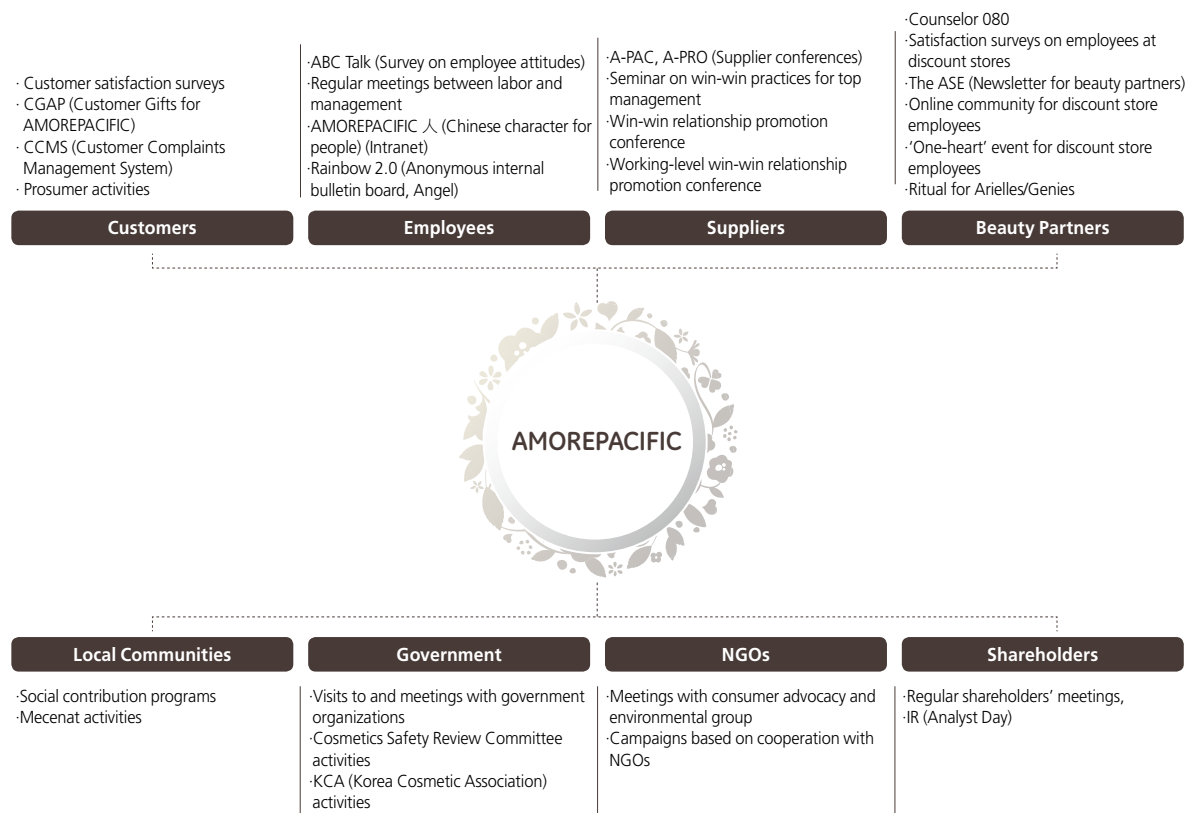 · Customer satisfaction surveys
· CGAP (Customer Gifts for
AMOREPACIFIC)
· CCMS (Customer Complaints
Management System)
· Prosumer activities
Customers
·ABC Talk (Survey on employee attitudes)
·Regular meetings between labor and
management
·AMOREPACIFIC 人 (Chinese character for
people) (Intranet)
·Rainbow 2.0 (Anonymous internal
bulletin board, Angel)
Employees
·A-PAC, A-PRO (Supplier conferences)
·Seminar on win-win practices for top
management
·Win-win relationship promotion
conference
·Working-level win-win relationship
promotion conference
Suppliers
·Counselor 080
·Satisfaction surveys on employees at
discount stores
·The ASE (Newsletter for beauty partners)
·Online community for discount store
employees
·'One-heart' event for discount store
employees
·Ritual for Arielles/Genies
Beauty Partners
AMOREPACIFIC
Local Communities
·Social contribution programs
·Mecenat activities
Government
·Visits to and meetings with government
organizations
·Cosmetics Safety Review Committee
activities
·KCA (Korea Cosmetic Association)
activities
NGOs
·Meetings with consumer advocacy and
environmental group
·Campaigns based on cooperation with
NGOs
Shareholders
·Regular shareholders' meetings,
·IR (Analyst Day)